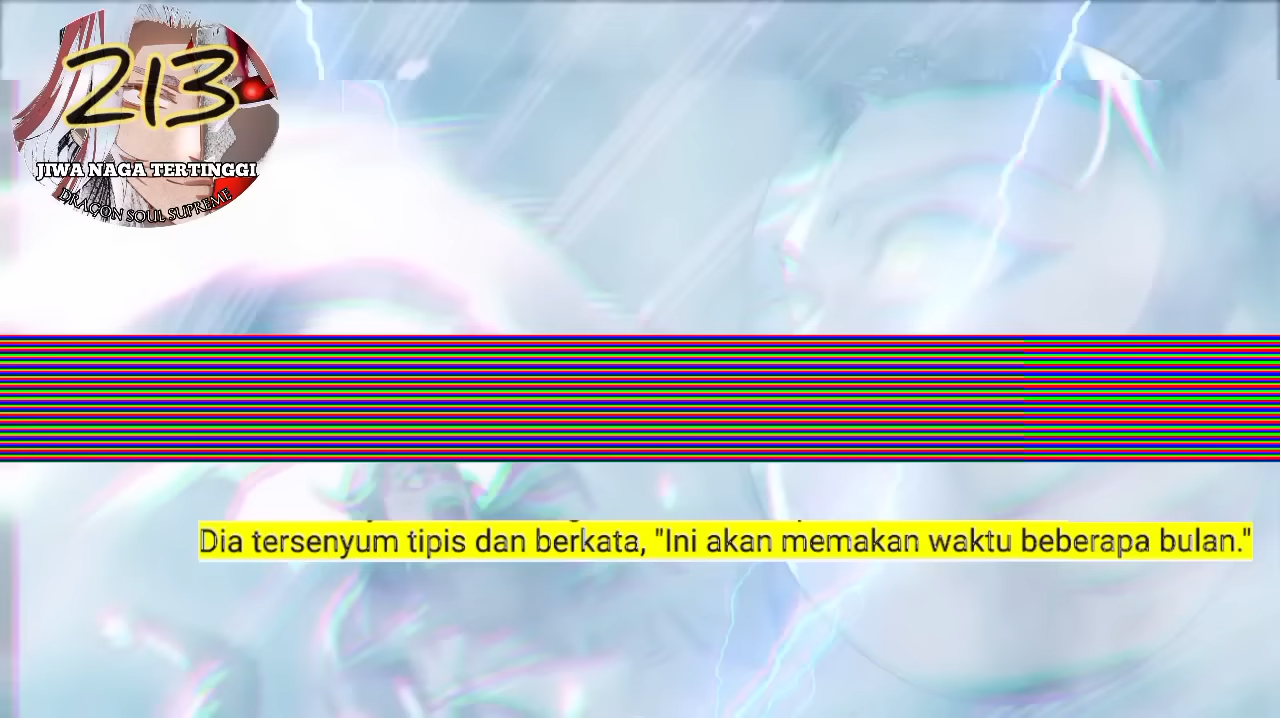 213
JIWA NAGA TERTINGGI
DRAGON SOUL SUPREME
Dia tersenyum tipis dan berkata, "Ini akan memakan waktu beberapa bulan."